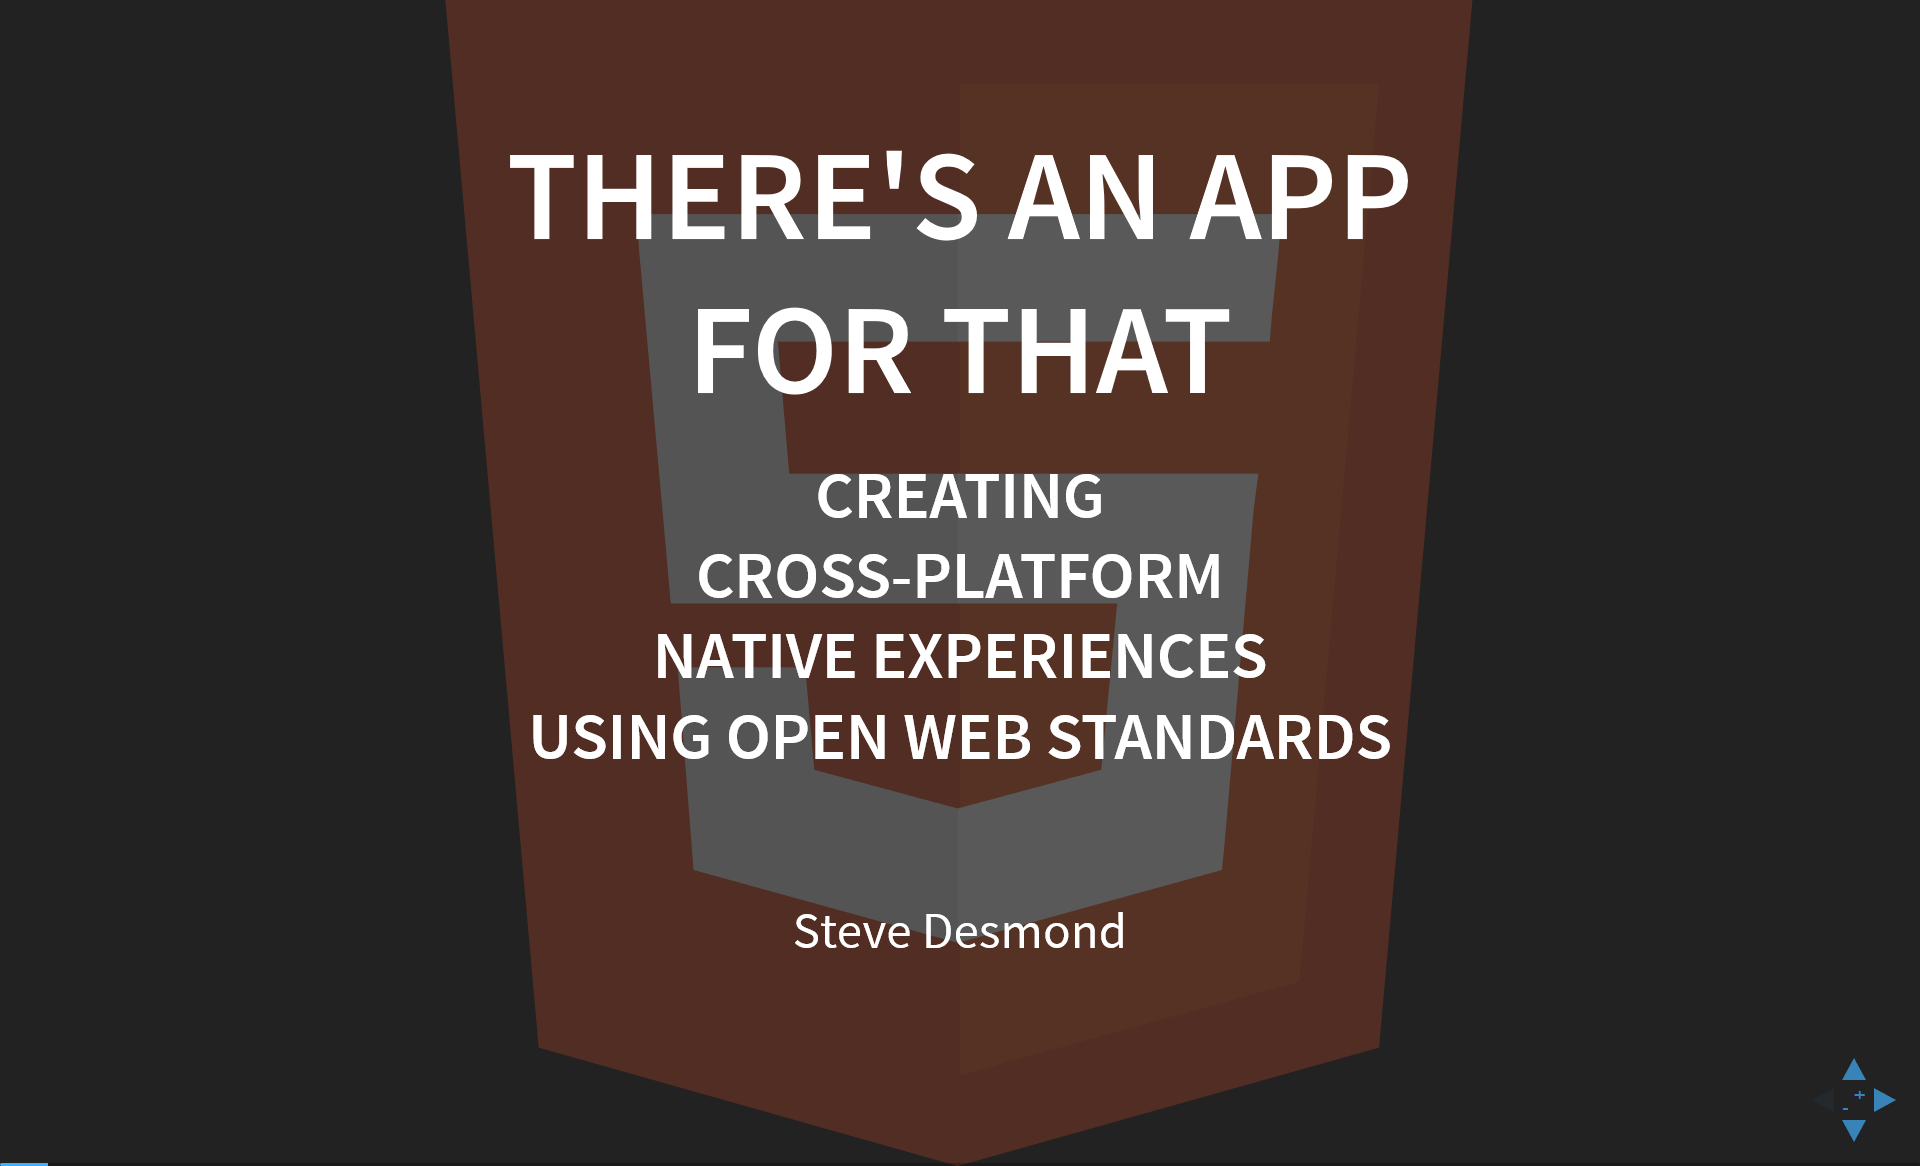 THERE'S AN APP
FOR THAT
CREATING
CROSS-PLATFORM
NATIVE EXPERIENCES
USING OPEN WEB STANDARDS
Steve Desmond
+
-